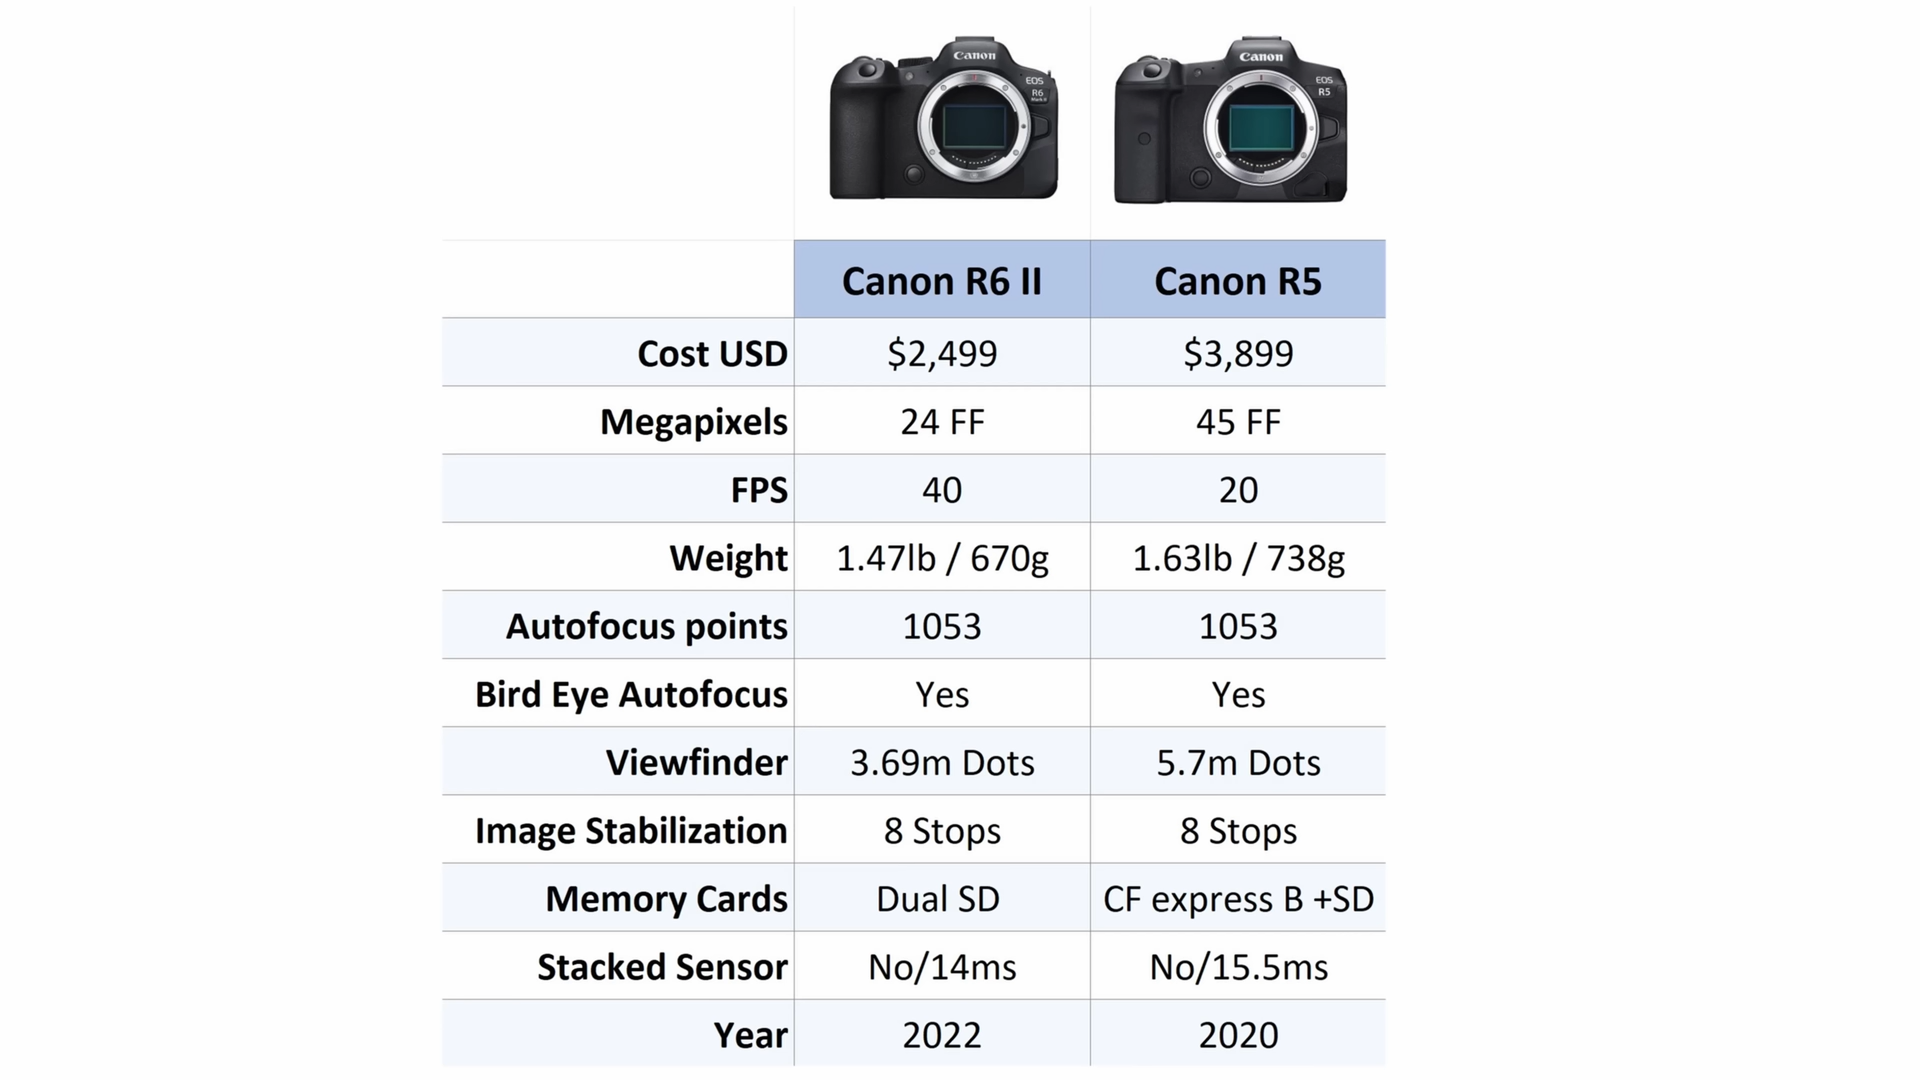 Canon
EOS
R6
Mark II
Canon
EOS
R5
Canon R6 II Canon R5
Cost USD $2,499 $3,899
Megapixels 24 FF 45 FF
FPS 40 20
Weight 1.47lb / 670g 1.63lb / 738g
Autofocus points 1053 1053
Bird Eye Autofocus Yes Yes
Viewfinder 3.69m Dots 5.7m Dots
Image Stabilization 8 Stops 8 Stops
Memory Cards Dual SD CF express B +SD
Stacked Sensor No/14ms No/15.5ms
Year 2022 2020